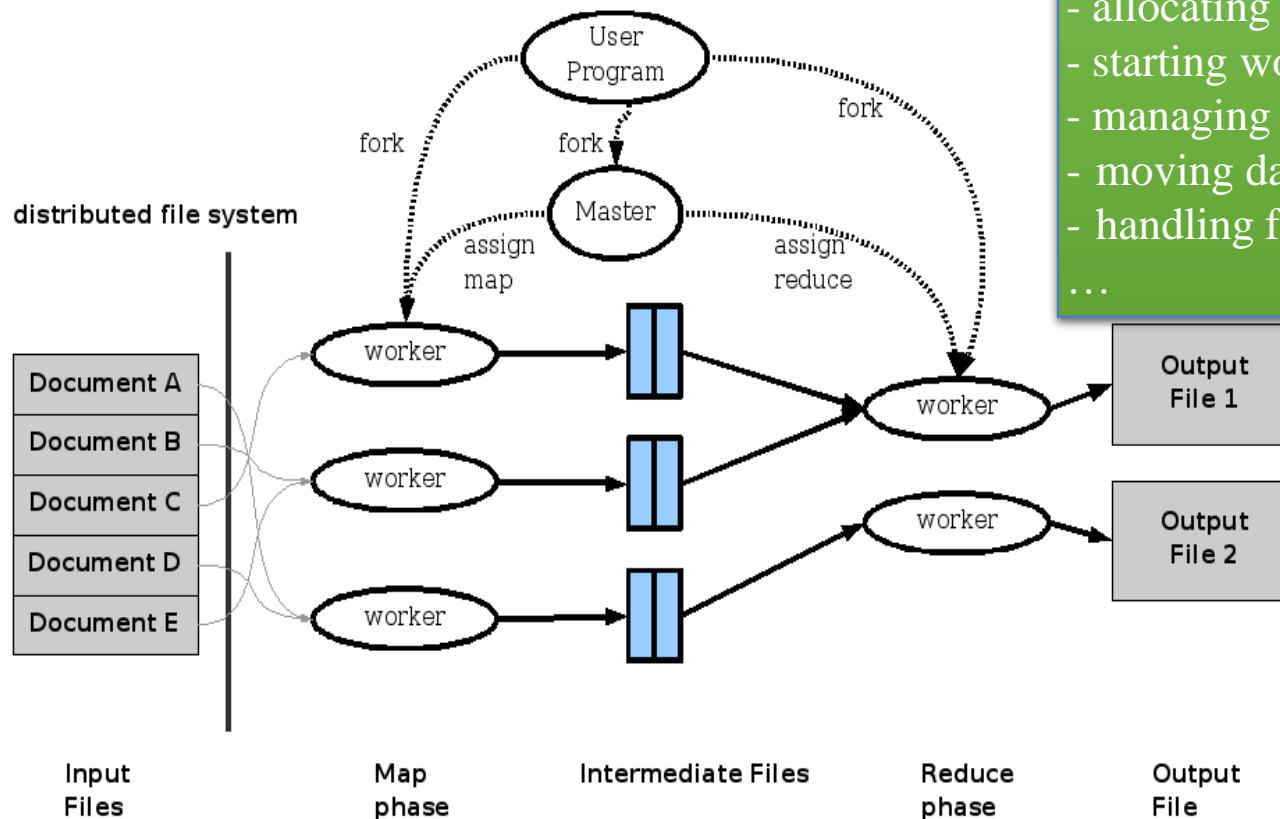 - allocating
- starting
- managing
- moving
- handling
…
User
Program
fork
fork
fork
Master
distributed file system
assign
map
assign
reduce
worker
worker
worker
worker
worker
Document A
Document B
Document C
Document D
Document E
Output
File 1
Output
File 2
Input
Files
Map
phase
Intermediate Files
Reduce
phase
Output
File